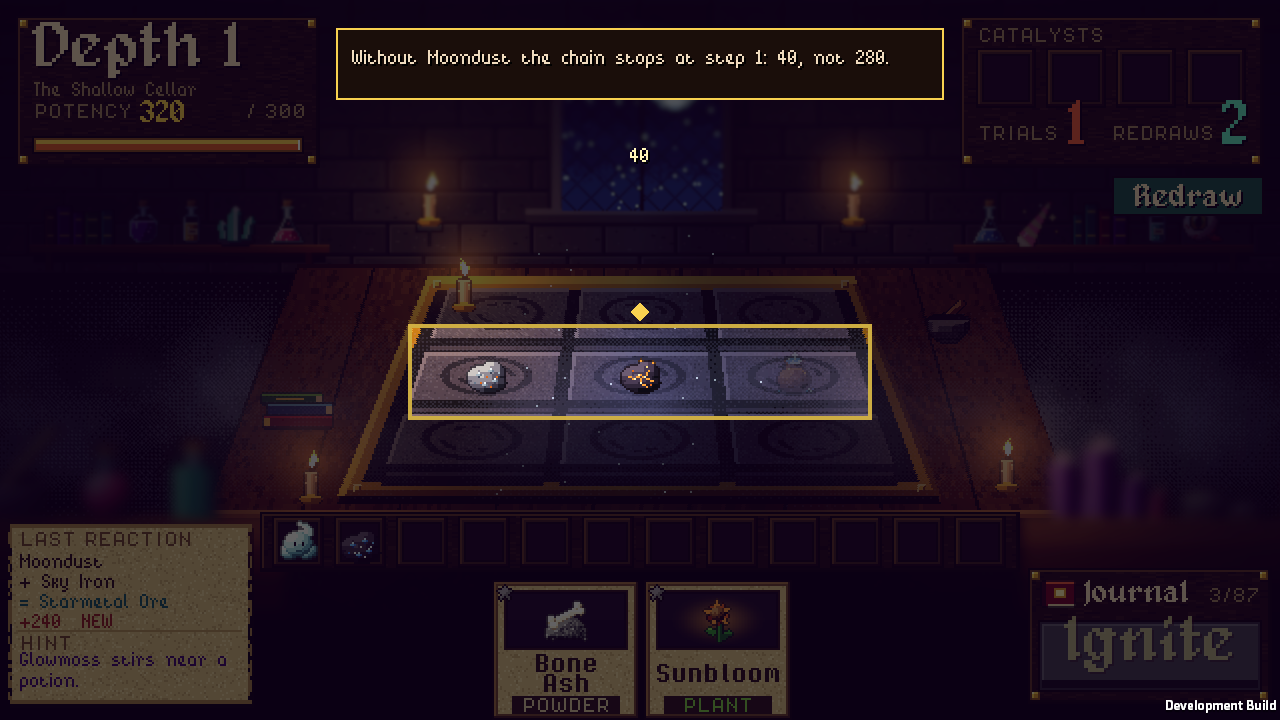 Depth 1
The Shallow Cellar
POTENCY 320 / 300
Without Moondust the chain stops at step 1: 40, not 280.
CATALYSTS
TRIALS 1 REDRAWS 2
Redraw
40
LAST REACTION
Moondust
+ Sky Iron
= Starmetal Ore
+240 NEW
HINT
Glowmoss stirs near a
potion.
Bone
Ash
POWDER
Sunbloom
PLANT
Journal 3/87
Ignite
Development Build